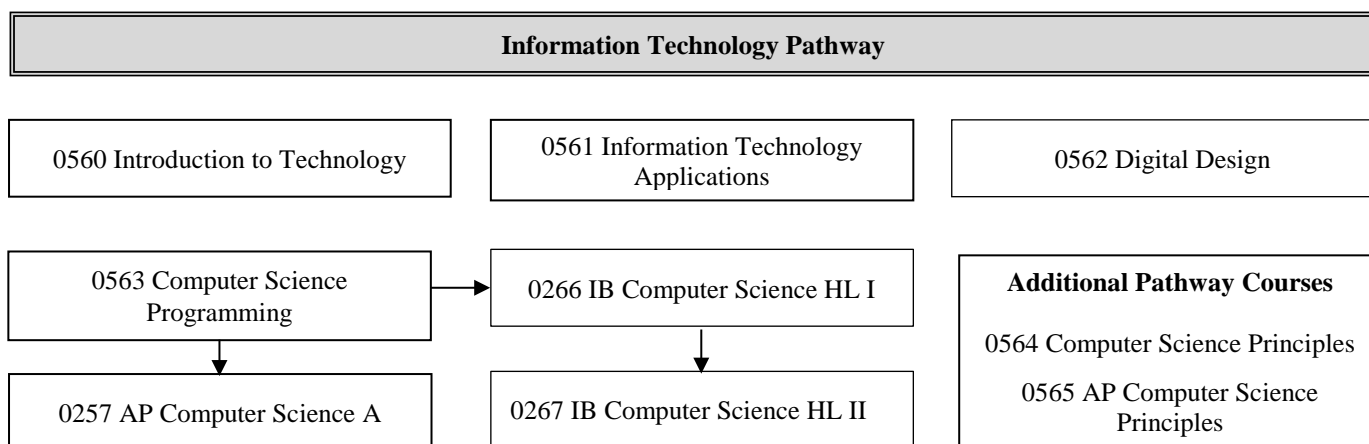 Information Technology Pathway
0560 Introduction to Technology
0561 Information Technology
Applications
0562 Digital Design
0563 Computer Science
Programming
0266 IB Computer Science HL I
0257 AP Computer Science A
0267 IB Computer Science HL II
Additional Pathway Courses
0564 Computer Science Principles
0565 AP Computer Science
Principles